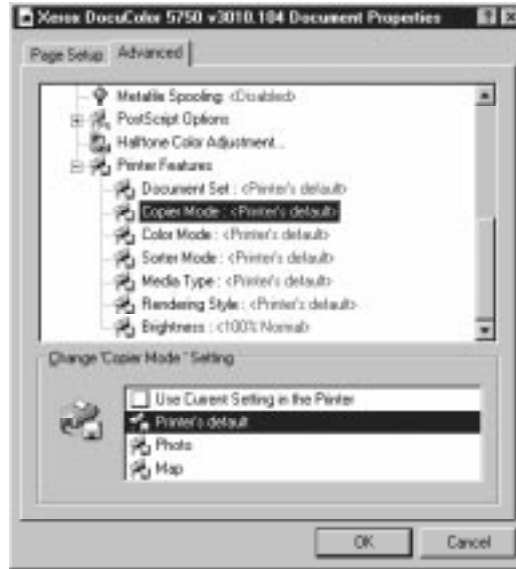 Xerox DocuColor 5750 v3010.104 Document Properties
Page Setup Advanced
Metafile Spooling: <Disabled>
PostScript Options
Halftone Color Adjustment...
Printer Features
Document Set : <Printer's default>
Copier Mode : <Printer's default>
Color Mode : <Printer's default>
Sorter Mode : <Printer's default>
Media Type : <Printer's default>
Rendering Style : <Printer's default>
Brightness : <100% Normal>
Change 'Copier Mode ' Setting
Use Current Setting in the Printer
Printer's default
Photo
Map
OK Cancel